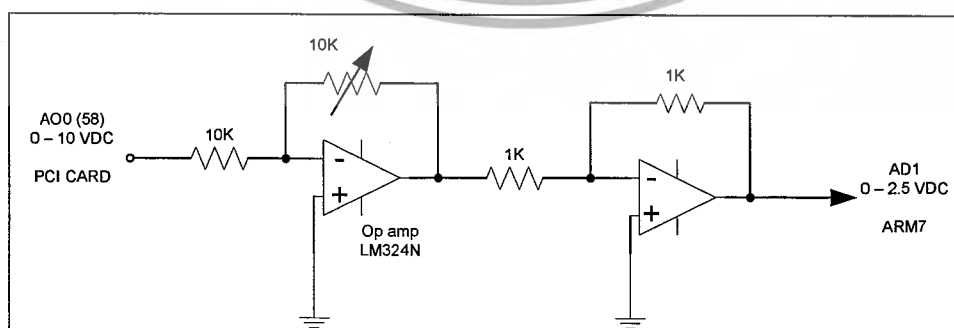 10K
1K
AO0 (58)
0 – 10 VDC
10K
PCI CARD
-
+
Op amp
LM324N
1K
-
+
AD1
0 – 2.5 VDC
ARM7